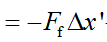 = −F_f Δx'·